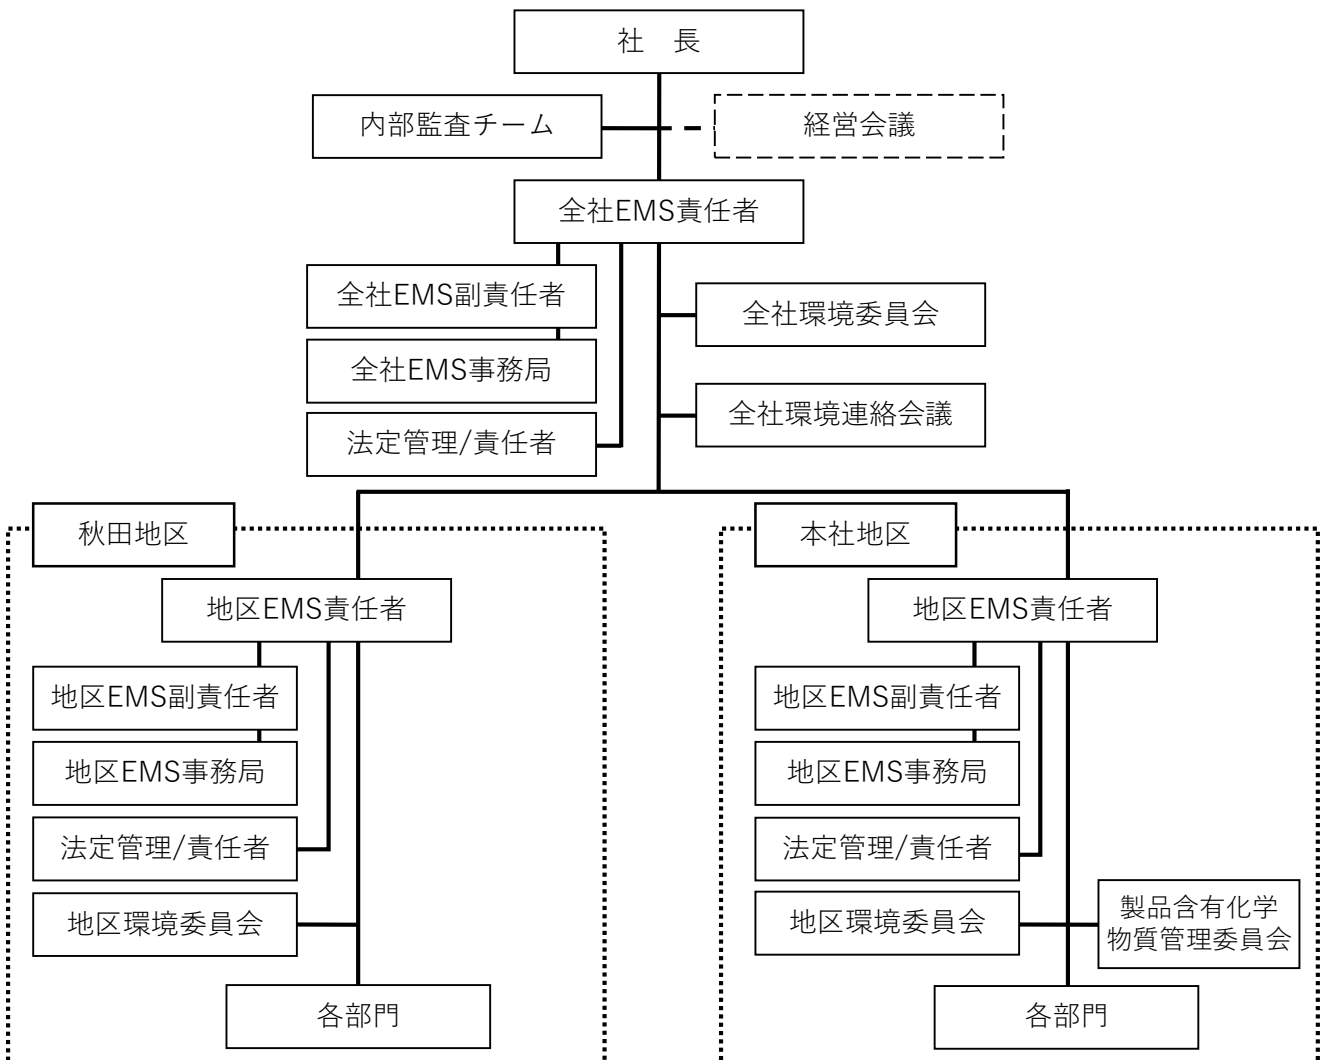 社　長
内部監査チーム
経営会議
全社EMS責任者
全社EMS副責任者
全社環境委員会
全社EMS事務局
全社環境連絡会議
法定管理/責任者
秋田地区
地区EMS責任者
地区EMS副責任者
地区EMS事務局
法定管理/責任者
地区環境委員会
各部門
本社地区
地区EMS責任者
地区EMS副責任者
地区EMS事務局
法定管理/責任者
地区環境委員会
製品含有化学
物質管理委員会
各部門